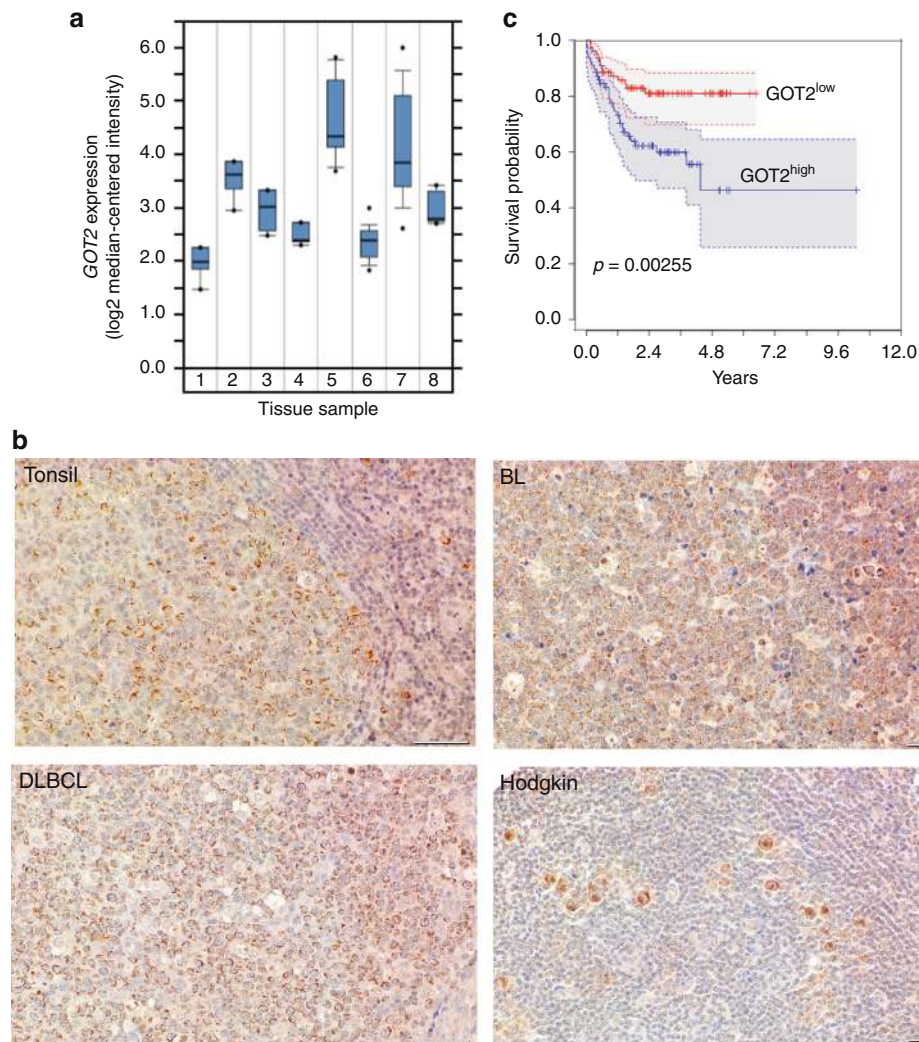 a
GOT2 expression
(log2 median-centered intensity)
6.0
5.0
4.0
3.0
2.0
1.0
0.0
1 2 3 4 5 6 7 8
Tissue sample
c
Survival probability
1.0
0.8
0.6
0.4
0.2
0.0
GOT2low
GOT2high
p = 0.00255
0.0 2.4 4.8 7.2 9.6 12.0
Years
b
Tonsil
BL
DLBCL
Hodgkin